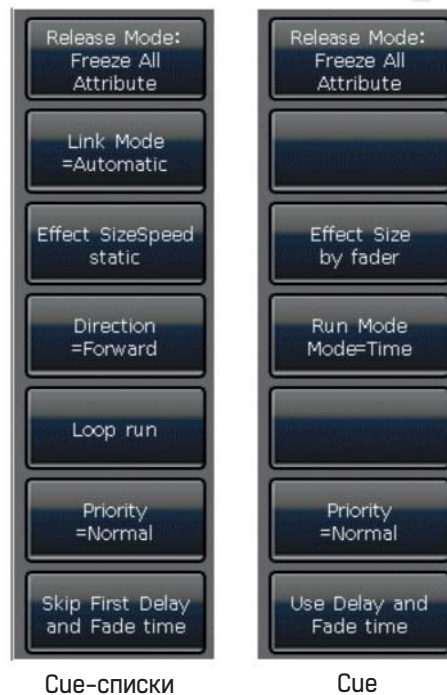 Release Mode:
Freeze All
Attribute
Link Mode
=Automatic
Effect SizeSpeed
static
Direction
=Forward
Loop run
Priority
=Normal
Skip First Delay
and Fade time
Cue-списки
Release Mode:
Freeze All
Attribute
Effect Size
by fader
Run Mode
Mode=Time
Priority
=Normal
Use Delay and
Fade time
Cue